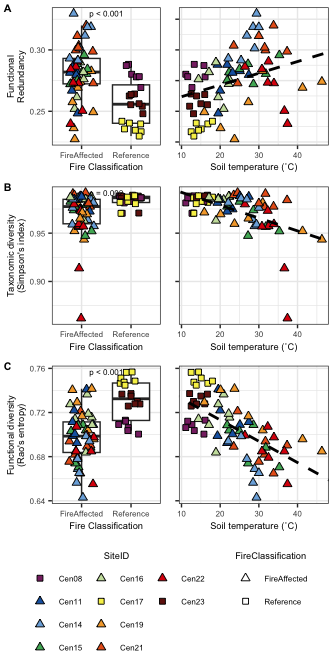 A
p < 0.001
Functional
Redundancy
0.30
0.25
FireAffected Reference
Fire Classification
10 20 30 40
Soil temperature (˚C)
B
Taxonomic diversity
(Simpson's index)
0.95
0.90
FireAffected Reference
Fire Classification
10 20 30 40
Soil temperature (˚C)
C
p < 0.001
Functional diversity
(Rao's entropy)
0.76
0.72
0.68
0.64
FireAffected Reference
Fire Classification
10 20 30 40
Soil temperature (˚C)
SiteID
FireClassification
Cen08 Cen16 Cen22 FireAffected
Cen11 Cen17 Cen23 Reference
Cen14 Cen19
Cen15 Cen21